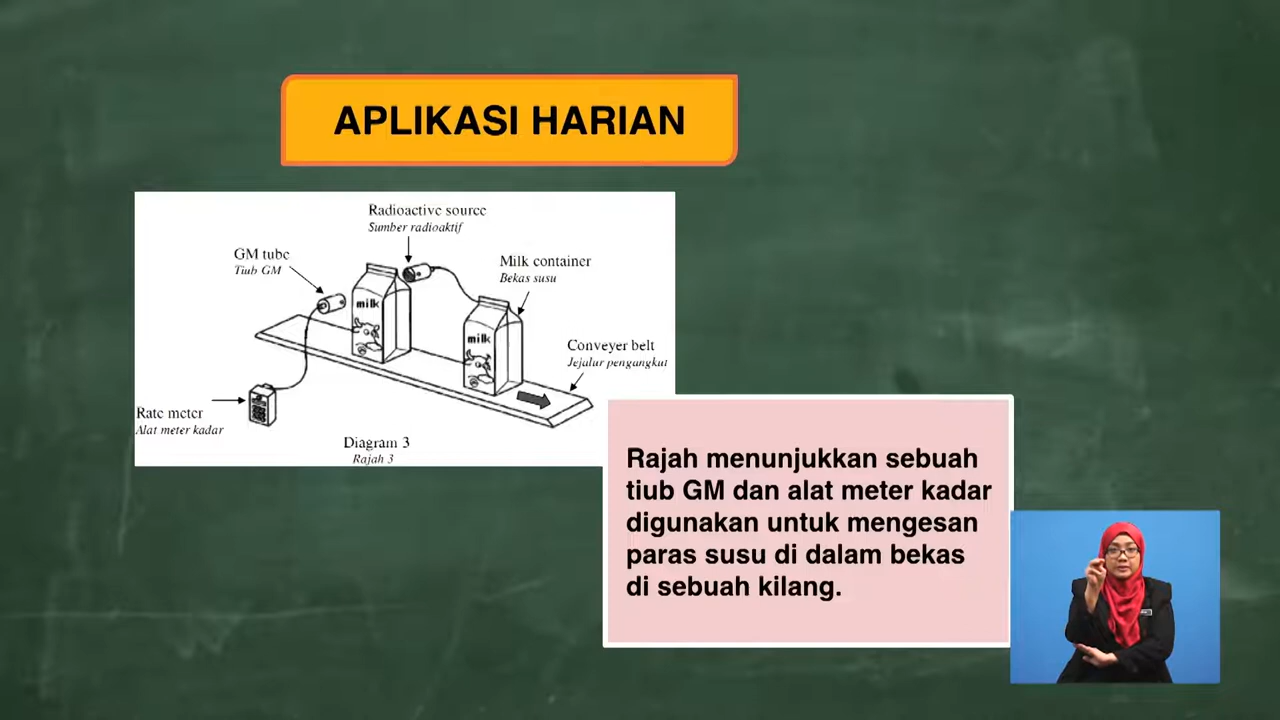 APLIKASI HARIAN
Radioactive source
Sumber radioaktif
GM tube
Tiub GM
Milk container
Bekas susu
milk
milk
Conveyer belt
Jejalur pengangkut
Rate meter
Alat meter kadar
Diagram 3
Rajah 3
Rajah menunjukkan sebuah
tiub GM dan alat meter kadar
digunakan untuk mengesan
paras susu di dalam bekas
di sebuah kilang.